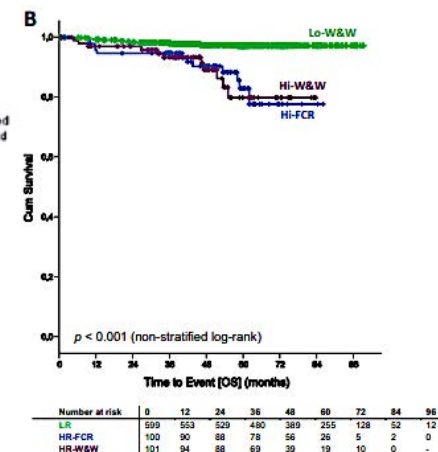 B
Lo-W&W
Hi-W&W
Hi-FCR
Cum Survival
1,0
0,8
0,6
0,4
0,2
0,0
p < 0.001 (non-stratified log-rank)
0 12 24 36 48 60 72 84 96
Time to Event [OS] (months)
Number at risk 0 12 24 36 48 60 72 84 96
LR 599 553 529 480 389 255 128 52 12
HR-FCR 100 90 88 78 56 26 5 2 0
HR-W&W 101 94 88 69 39 19 10 0 -